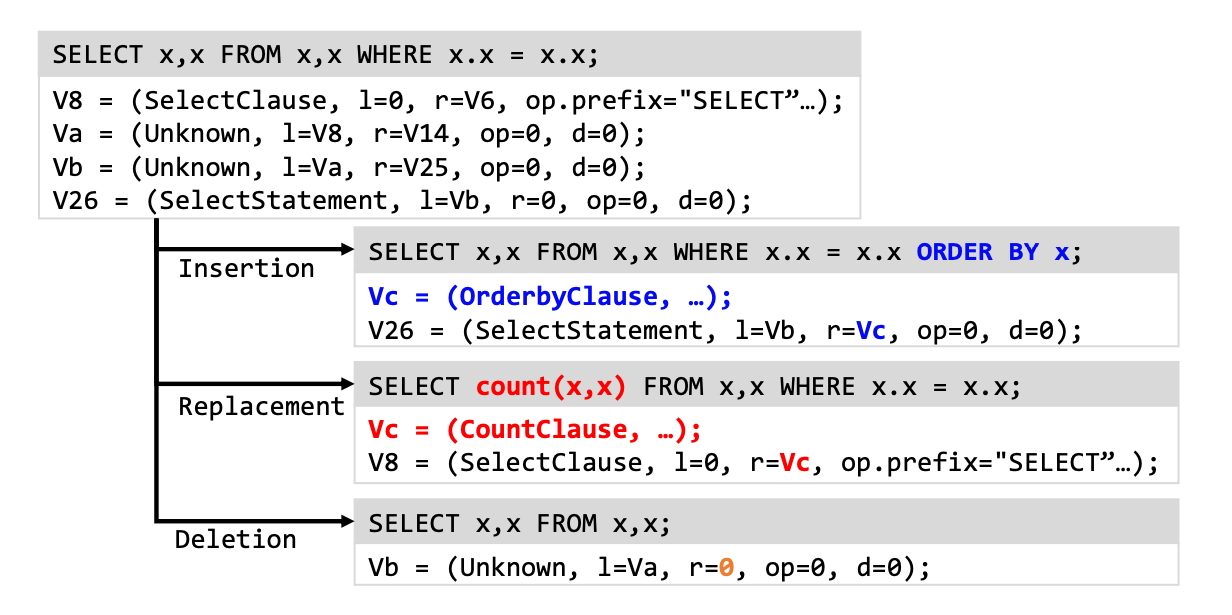 SELECT x,x FROM x,x WHERE x.x = x.x;
V8 = (SelectClause, l=0, r=V6, op.prefix="SELECT”…);
Va = (Unknown, l=V8, r=V14, op=0, d=0);
Vb = (Unknown, l=Va, r=V25, op=0, d=0);
V26 = (SelectStatement, l=Vb, r=0, op=0, d=0);
Insertion
SELECT x,x FROM x,x WHERE x.x = x.x ORDER BY x;
Vc = (OrderbyClause, …);
V26 = (SelectStatement, l=Vb, r=Vc, op=0, d=0);
Replacement
SELECT count(x,x) FROM x,x WHERE x.x = x.x;
Vc = (CountClause, …);
V8 = (SelectClause, l=0, r=Vc, op.prefix="SELECT”…);
Deletion
SELECT x,x FROM x,x;
Vb = (Unknown, l=Va, r=0, op=0, d=0);